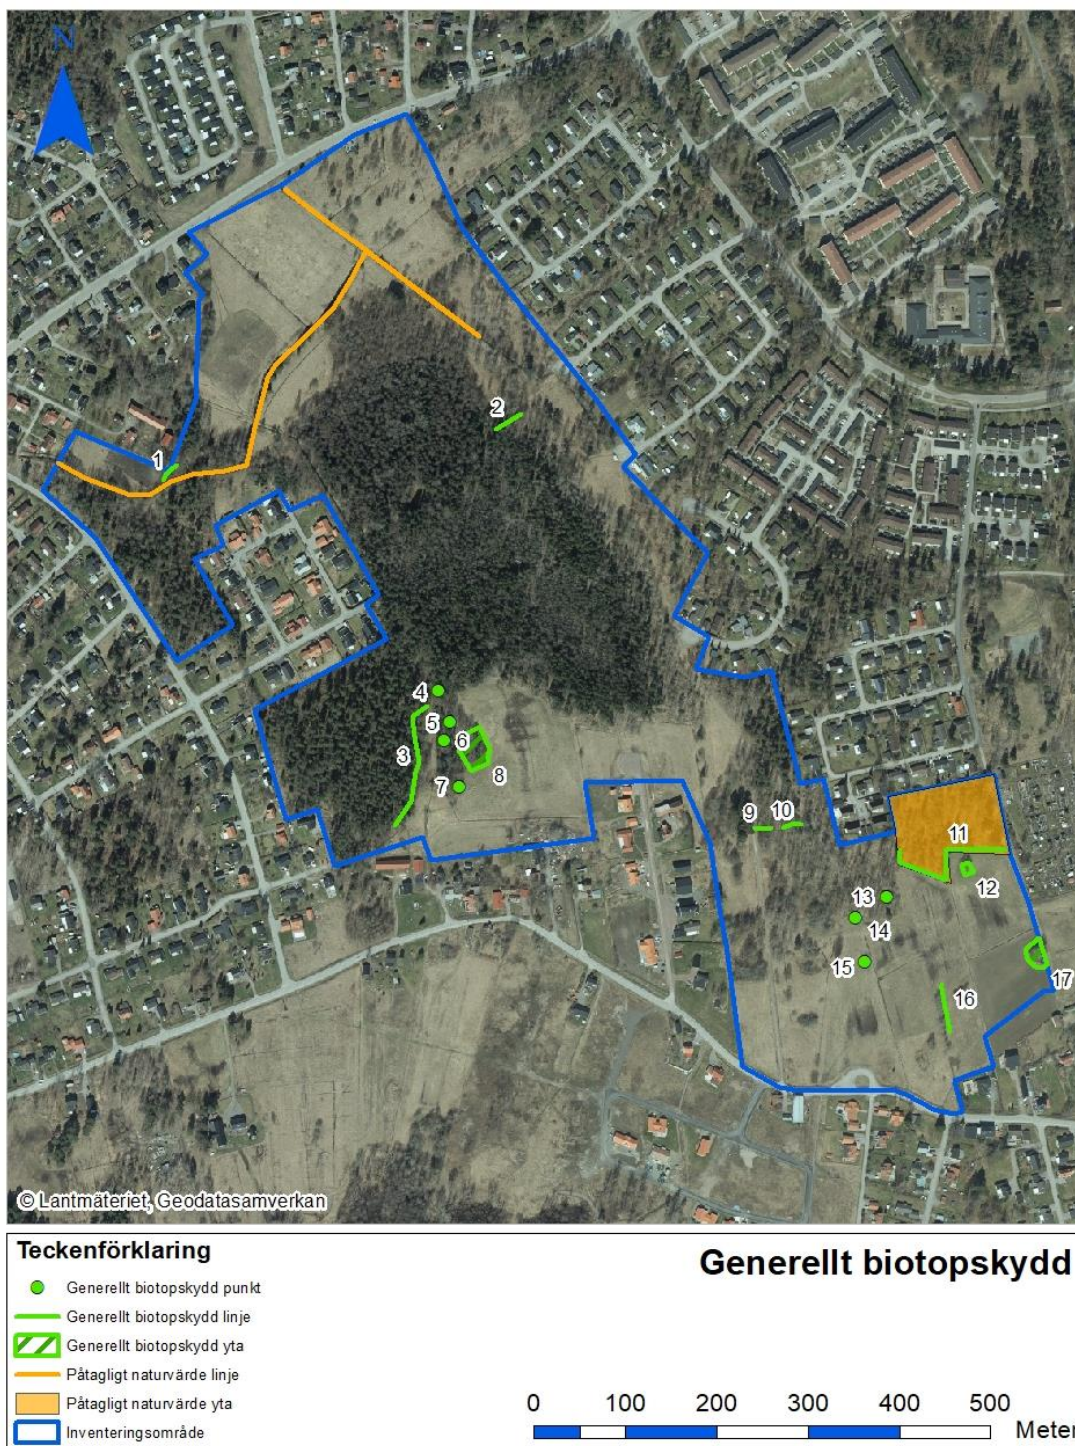 N
1
2
3
4
5
6
7
8
9
10
11
12
13
14
15
16
17
© Lantmäteriet, Geodatasamverkan
Teckenförklaring
Generellt biotopskydd punkt
Generellt biotopskydd linje
Generellt biotopskydd yta
Påtagligt naturvärde linje
Påtagligt naturvärde yta
Inventeringsområde
Generellt biotopskydd
0 100 200 300 400 500
Meter